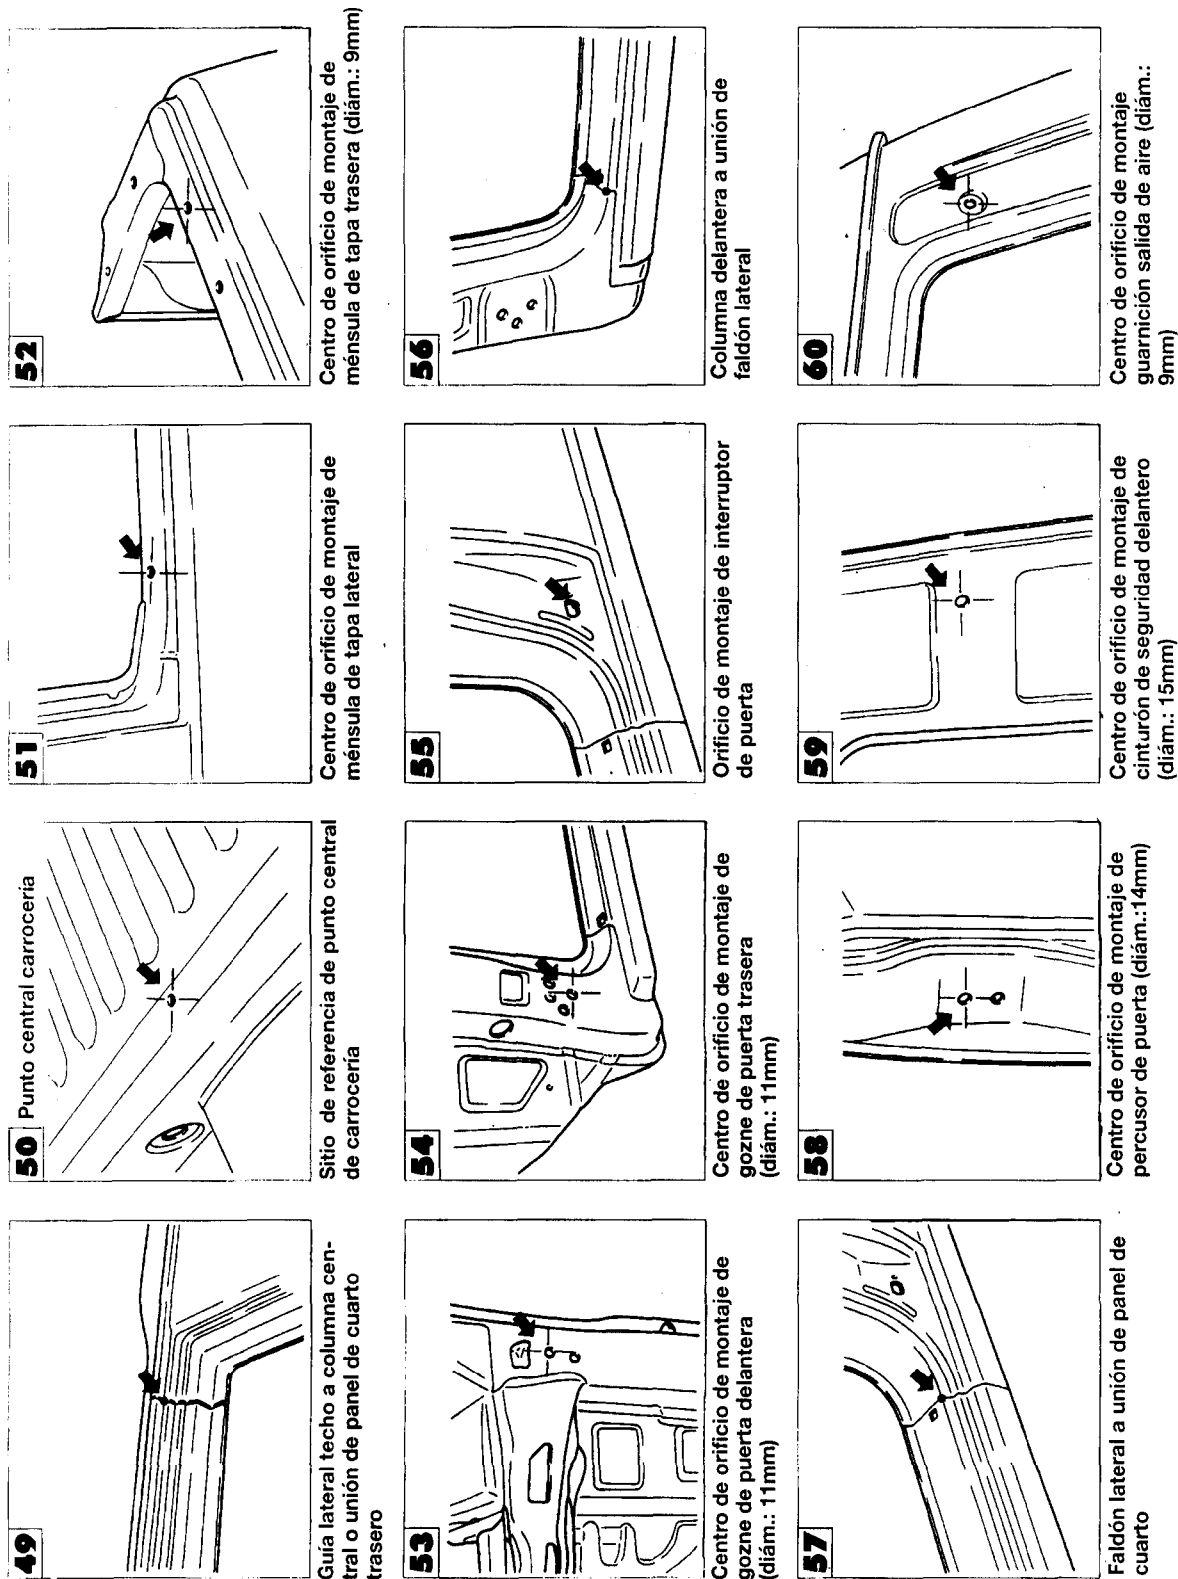 49
Guía lateral techo a columna cen-
tral o unión de panel de cuarto
trasero
50 Punto central carrocería
Sitio de referencia de punto central
de carrocería
51
Centro de orificio de montaje de
ménsula de tapa lateral
52
Centro de orificio de montaje de
ménsula de tapa trasera (diám.: 9mm)
53
Centro de orificio de montaje de
gozne de puerta delantera
(diám.: 11mm)
54
Centro de orificio de montaje de
gozne de puerta trasera
(diám.: 11mm)
55
Orificio de montaje de interruptor
de puerta
56
Columna delantera a unión de
faldón lateral
57
Faldón lateral a unión de panel de
cuarto
58
Centro de orificio de montaje de
percusor de puerta (diám.:14mm)
59
Centro de orificio de montaje de
cinturón de seguridad delantero
(diám.: 15mm)
60
Centro de orificio de montaje
guarnición salida de aire (diám.:
9mm)